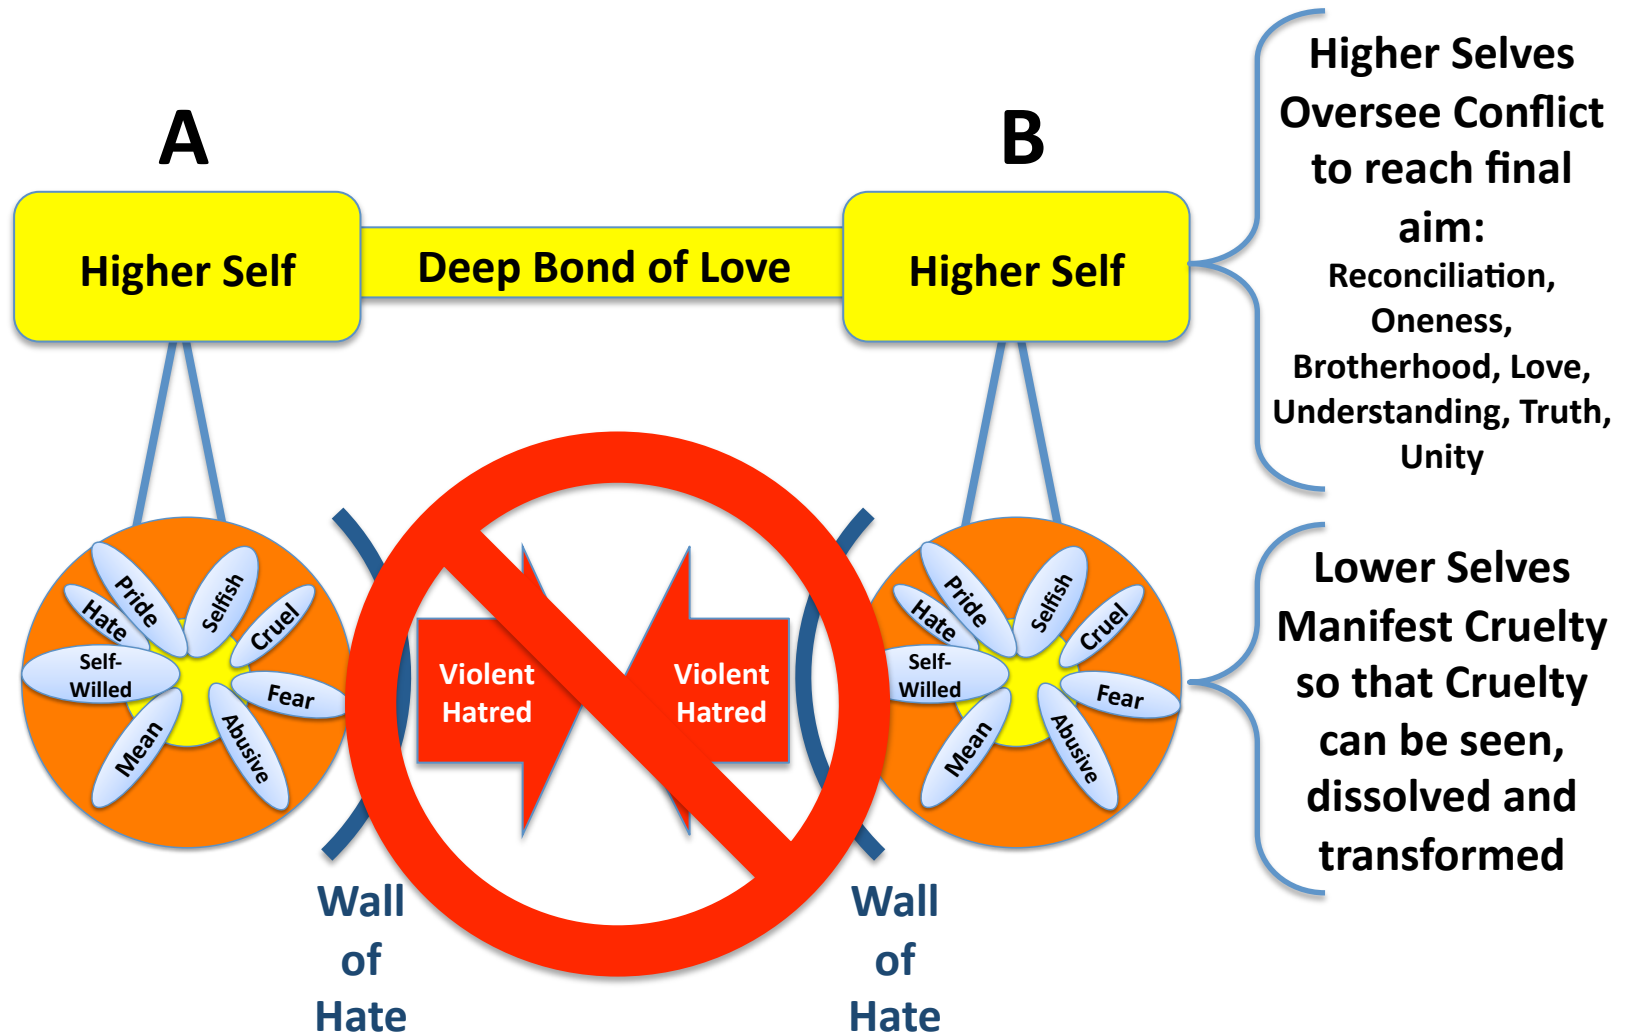 A
B
Higher Self
Deep Bond of Love
Higher Self
Higher Selves
Oversee Conflict
to reach final
aim:
Reconciliation,
Oneness,
Brotherhood, Love,
Understanding, Truth,
Unity
Pride
Selfish
Hate
Cruel
Self-
Willed
Fear
Mean
Abusive
Violent
Hatred
Violent
Hatred
Pride
Selfish
Hate
Cruel
Self-
Willed
Fear
Mean
Abusive
Lower Selves
Manifest Cruelty
so that Cruelty
can be seen,
dissolved and
transformed
Wall
of
Hate
Wall
of
Hate